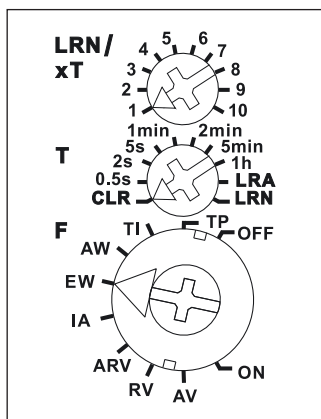 LRN/
xT
1
2
3
4
5
6
7
8
9
10
T
CLR
0.5s
2s
5s
1min
2min
5min
1h
LRA
LRN
F
TI
TP
OFF
AW
EW
IA
ARV
RV
AV
ON